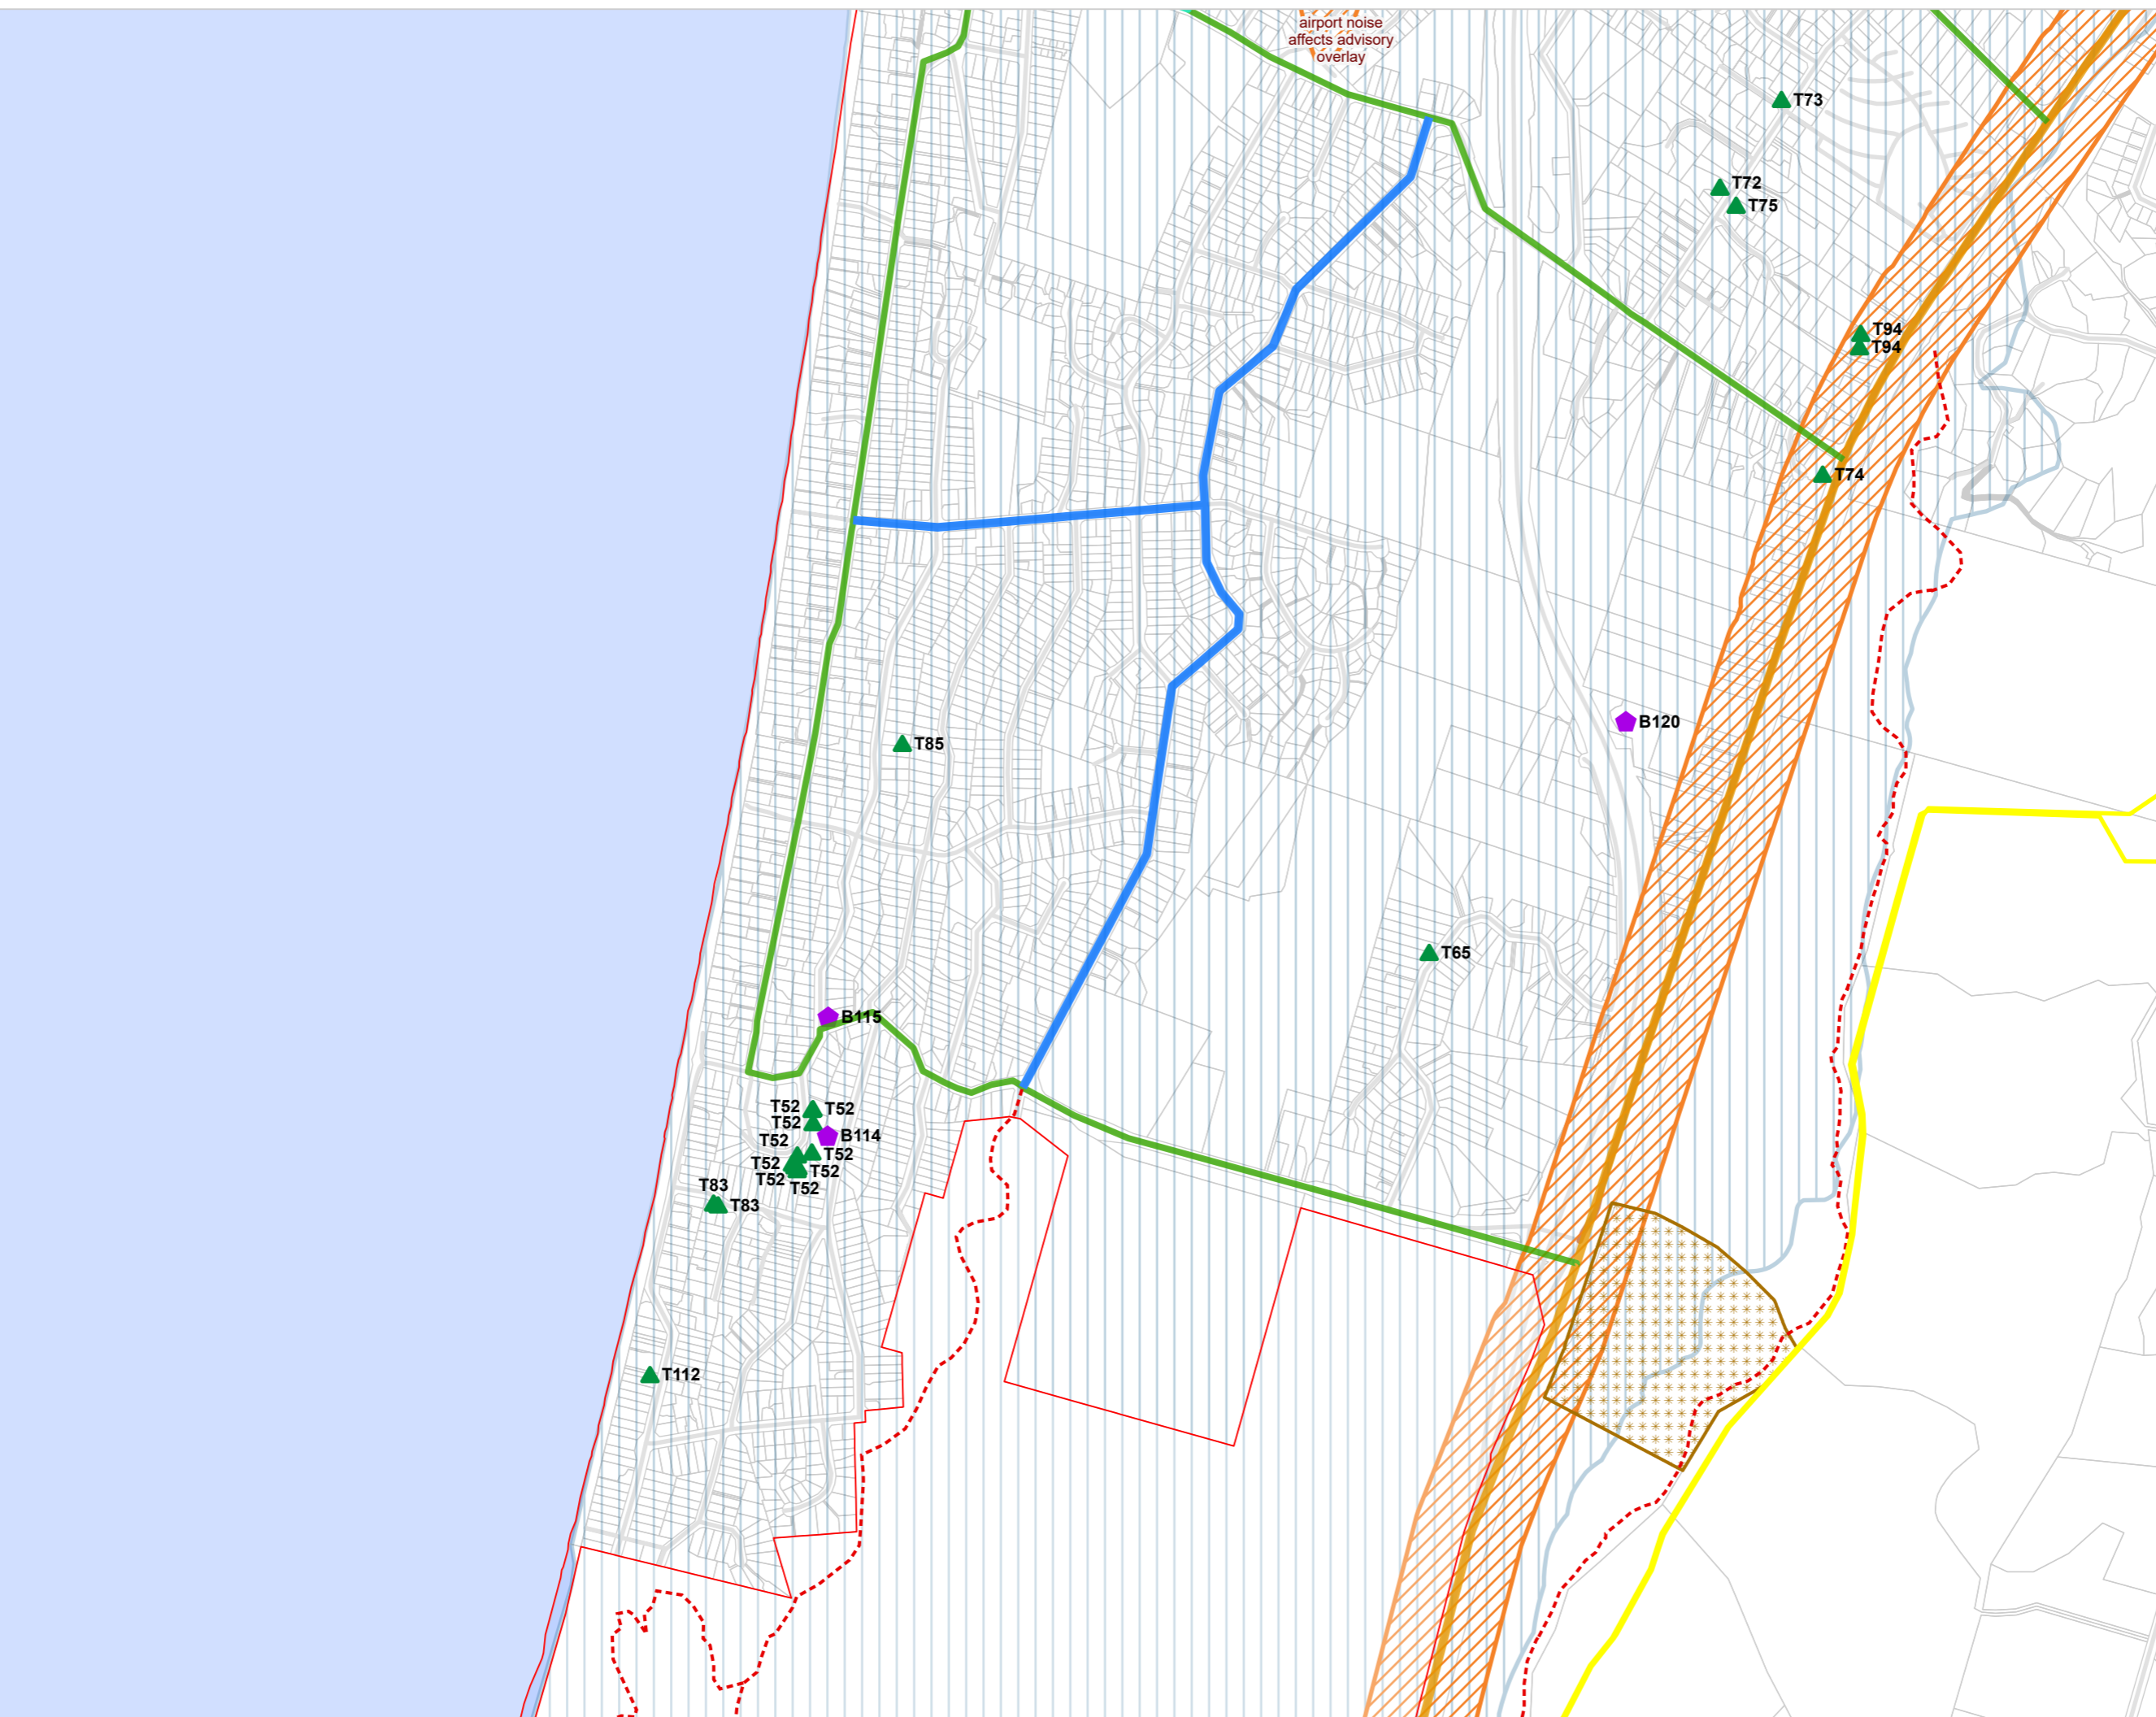 airport noise
affects advisory
overlay
T73
T72
T75
T94
T94
T74
B120
T85
T65
B115
T52
T52
T52
B114
T52
T52
T52
T52
T52
T52
T83
T83
T112